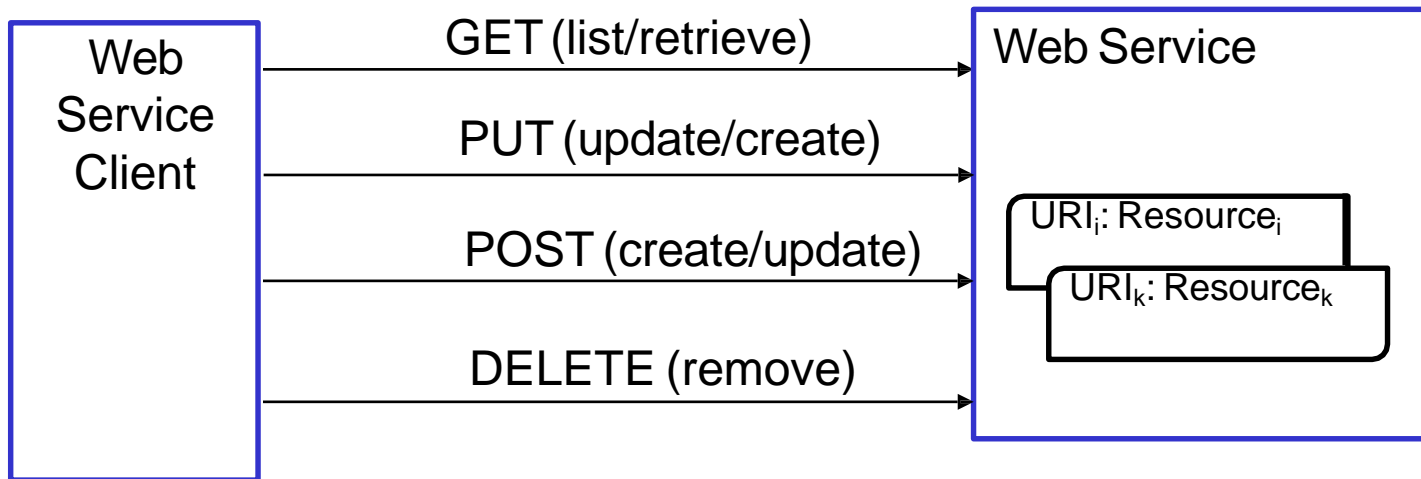 Web
Service
Client
GET (list/retrieve)
PUT (update/create)
POST (create/update)
DELETE (remove)
Web Service
URIi: Resourcei
URIk: Resourcek